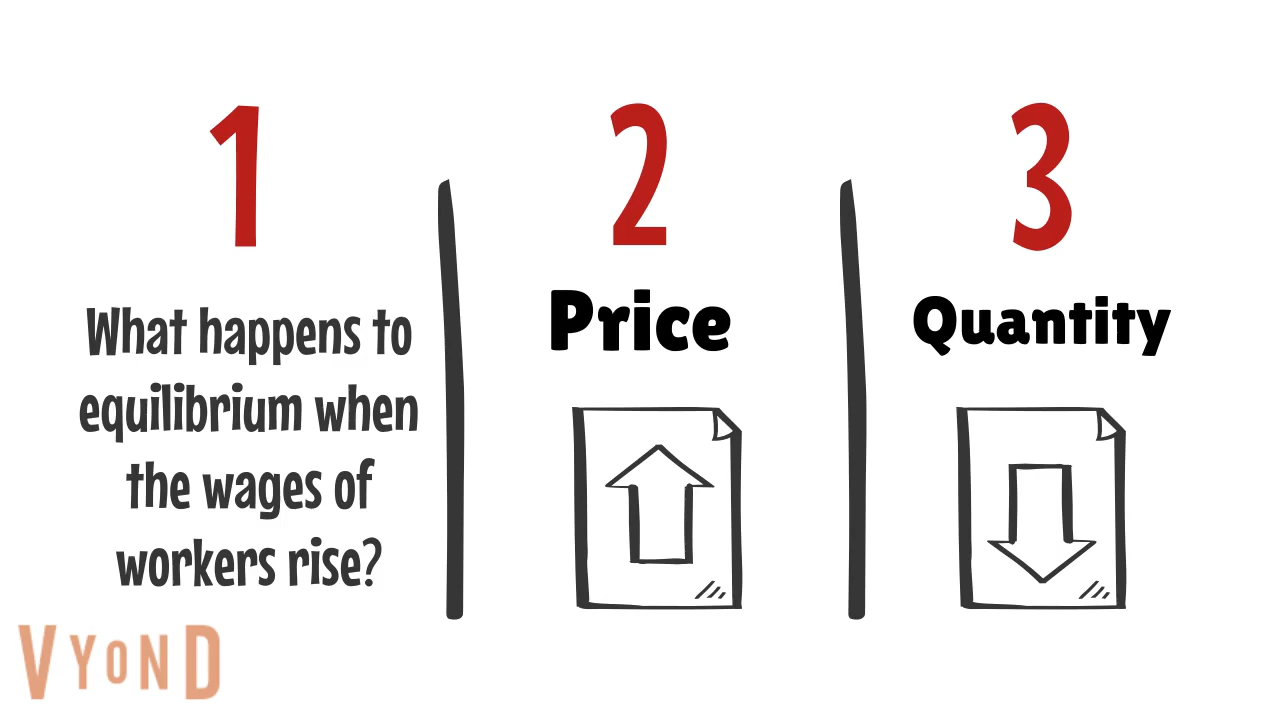 1
What happens to
equilibrium when
the wages of
workers rise?
2
Price
3
Quantity
VYOND